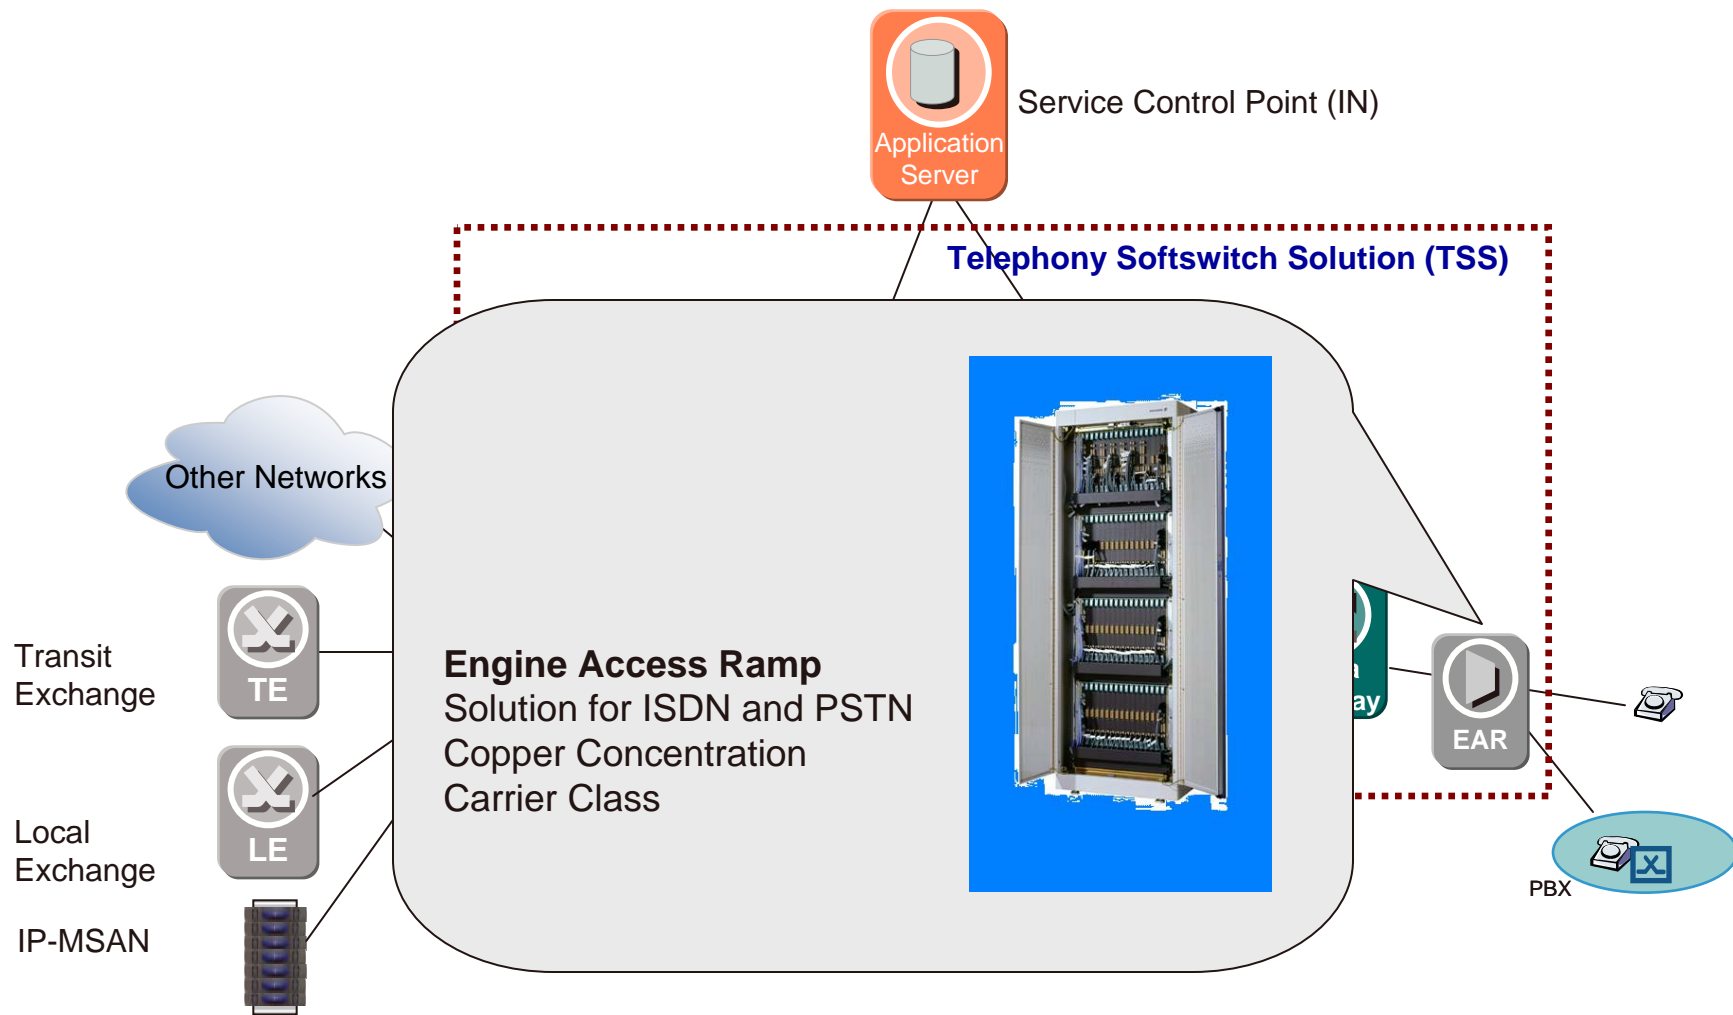 Application
Server
Service Control Point (IN)
Telephony Softswitch Solution (TSS)
Other Networks
Transit
Exchange
TE
Engine Access Ramp
Solution for ISDN and PSTN
Copper Concentration
Carrier Class
a
ay
EAR
Local
Exchange
LE
PBX
IP-MSAN